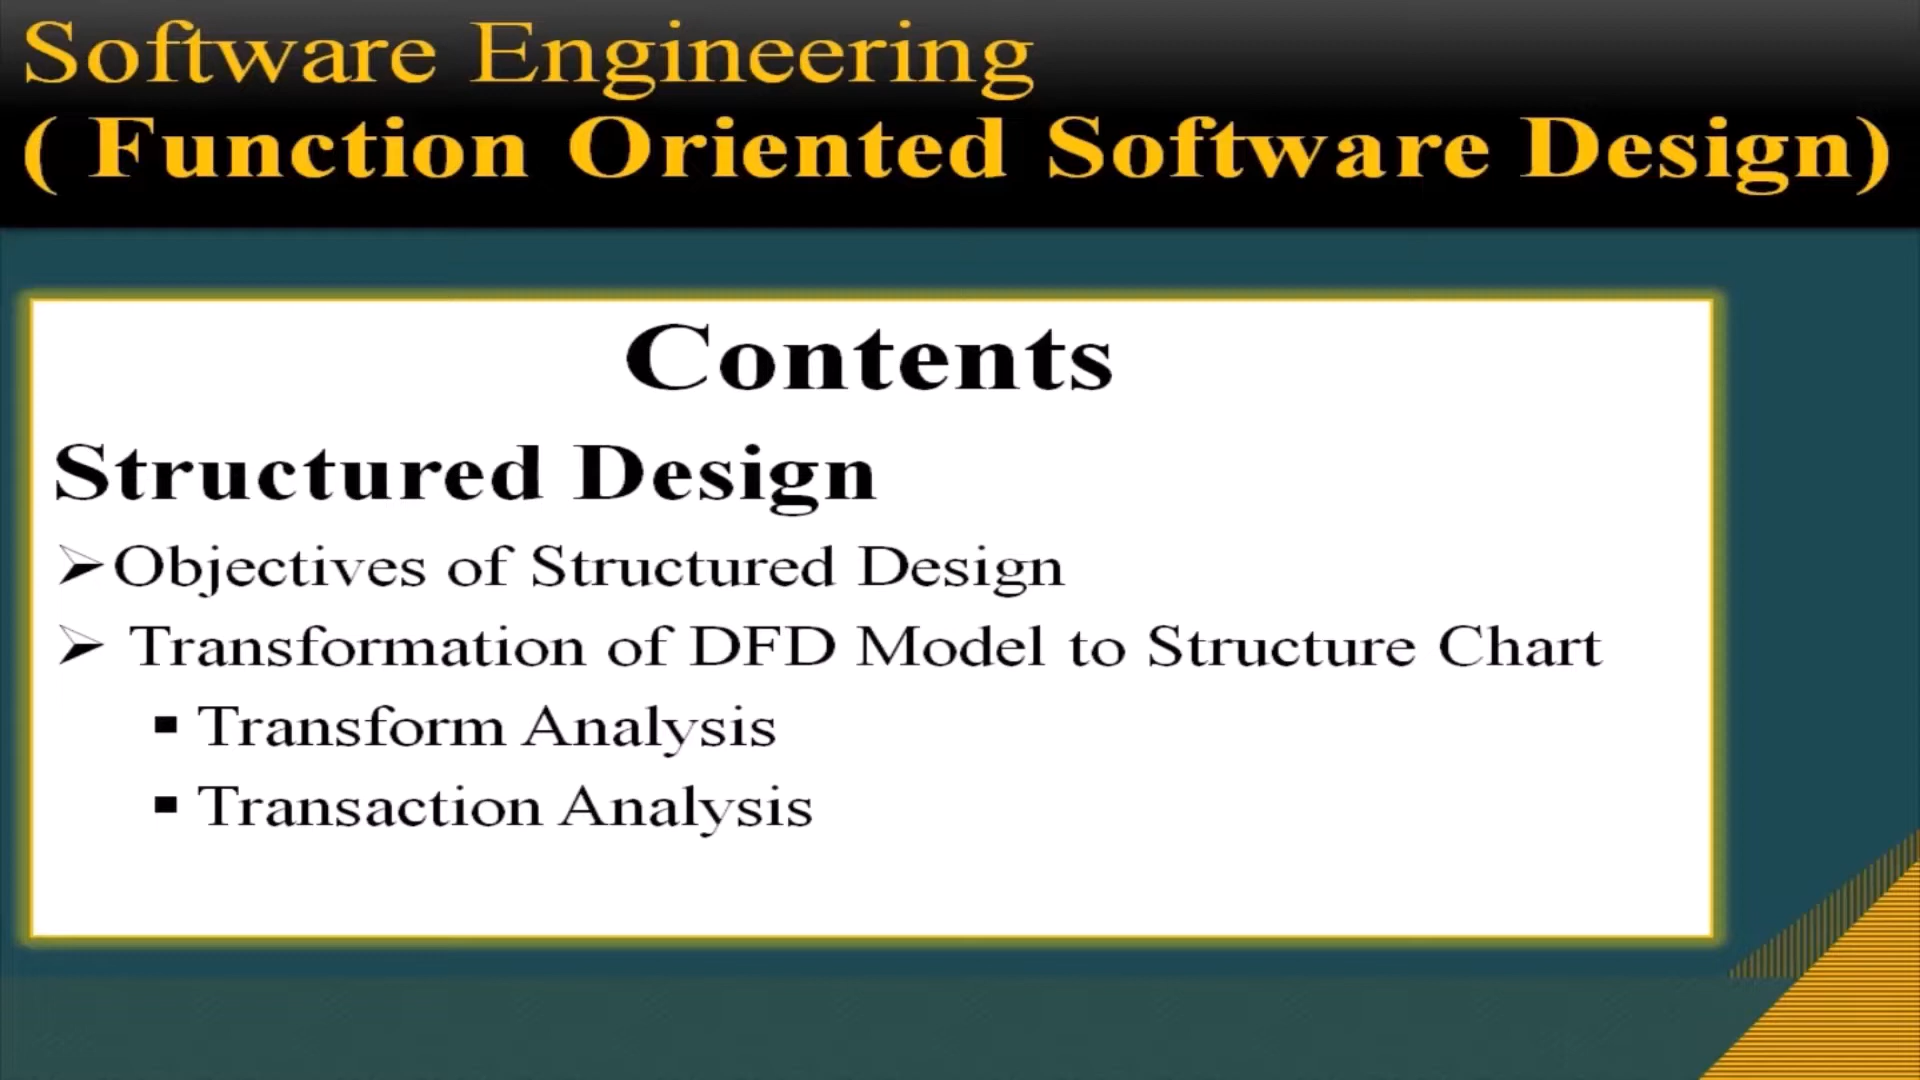 Software Engineering
( Function Oriented Software Design)
Contents
Structured Design
➢Objectives of Structured Design
➢ Transformation of DFD Model to Structure Chart
▪ Transform Analysis
▪ Transaction Analysis